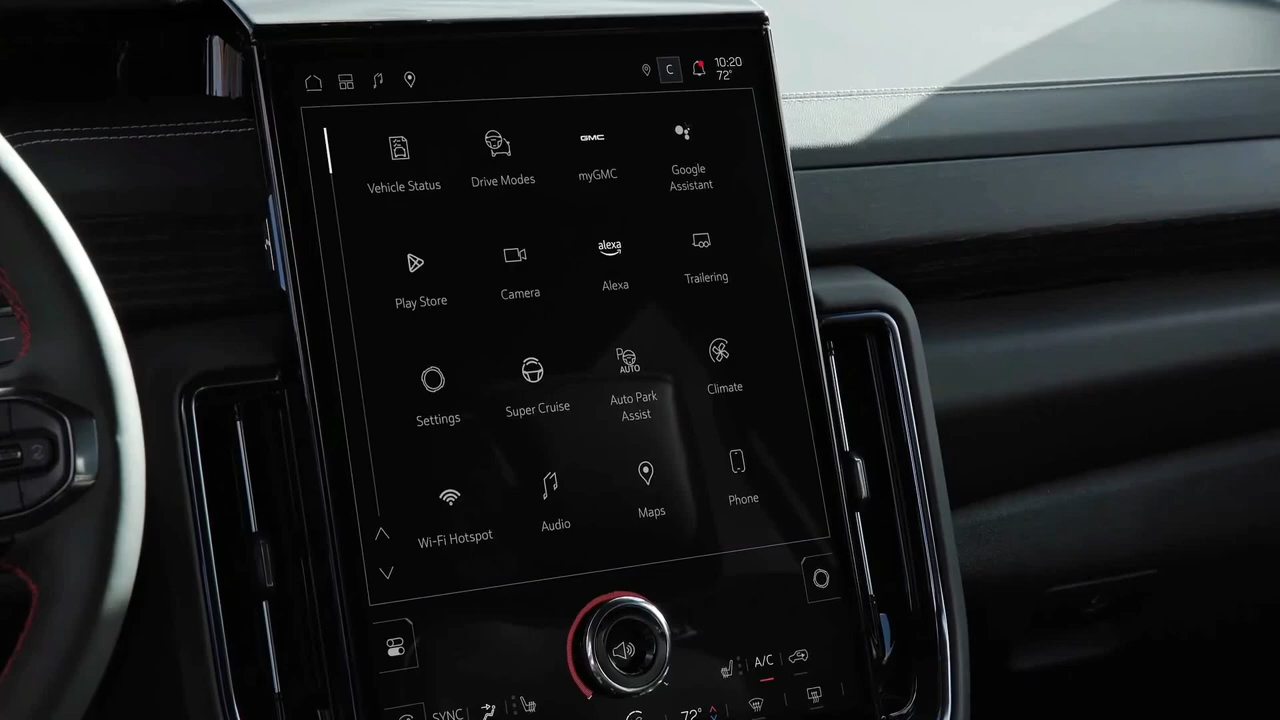 C
10:20
72°
Vehicle Status
Drive Modes
GMC
myGMC
Google
Assistant
Play Store
Camera
alexa
Alexa
Trailering
Settings
Super Cruise
P
AUTO
Auto Park
Assist
Climate
Wi-Fi Hotspot
Audio
Maps
Phone
A/C
SYNC
72°